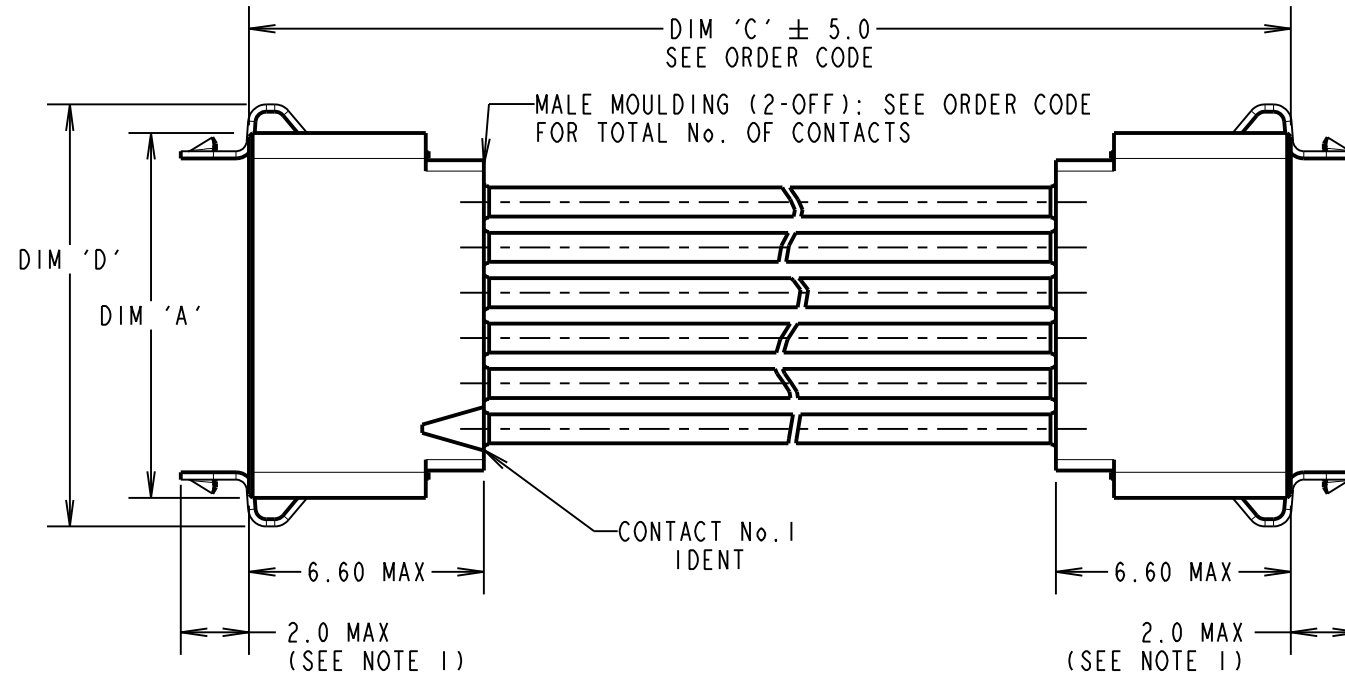 DIM 'C' ± 5.0
SEE ORDER CODE
MALE MOULDING (2-OFF): SEE ORDER CODE
FOR TOTAL No. OF CONTACTS
DIM 'D'
DIM 'A'
CONTACT No.1
IDENT
6.60 MAX
6.60 MAX
2.0 MAX
(SEE NOTE 1)
2.0 MAX
(SEE NOTE 1)